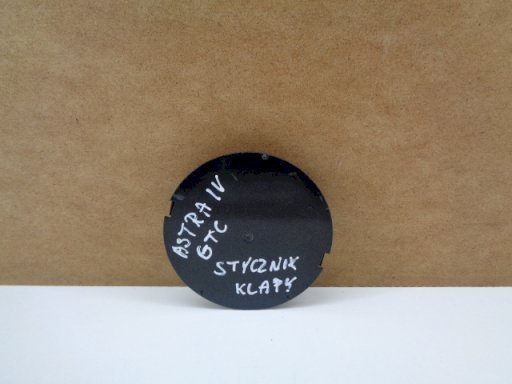 ASTRA IV
GTC
STYCZNIK
KLAPY